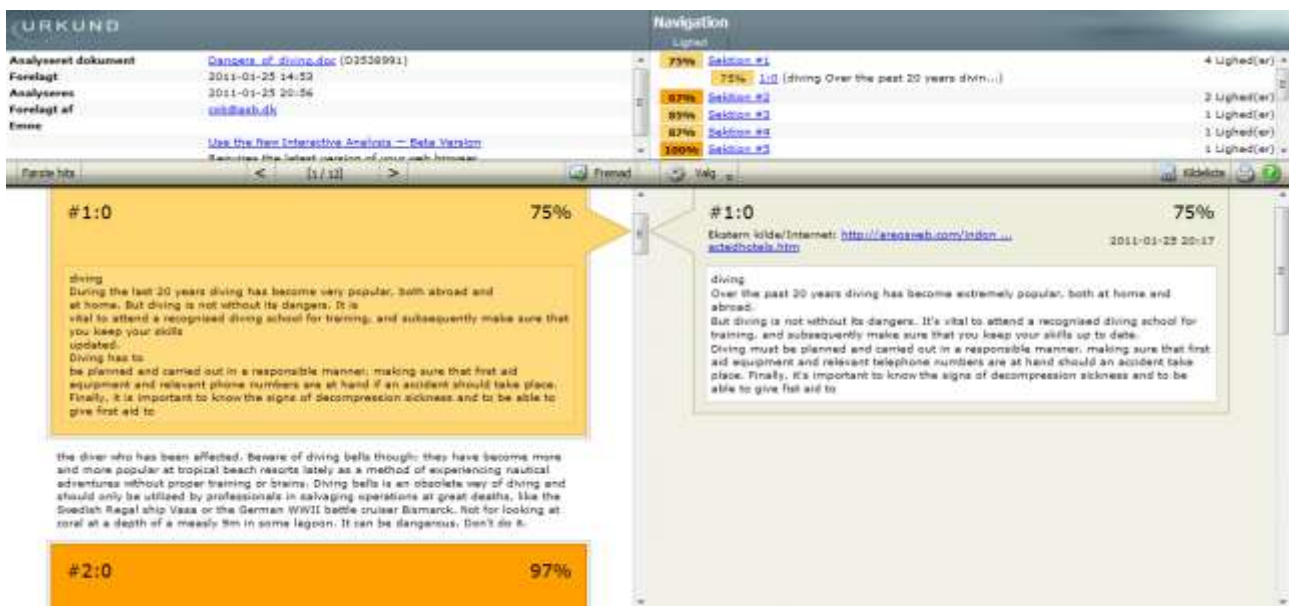 URKUND
Analyseret dokument Dangers of diving.doc (D3538991)
Forelagt 2011-01-25 14:53
Analyseres 2011-01-25 20:56
Forelagt af
Emne
Use the New Interactive Analysis — Beta Version
Requires the latest version of your web browser
Navigation
Lighed
75% Sektion #1 4 Lighed(er)
75% 1:0 (diving Over the past 20 years divin...)
97% Sektion #2 2 Lighed(er)
Sektion #3 1 Lighed(er)
87% Sektion #4 1 Lighed(er)
100% Sektion #5 1 Lighed(er)
Første hits < [1 / 12] > Fremad
Valg Kildeliste
#1:0 75%
diving
During the last 20 years diving has become very popular, both abroad and
at home. But diving is not without its dangers. It is
vital to attend a recognised diving school for training, and subsequently make sure that
you keep your skills
updated.
Diving has to
be planned and carried out in a responsible manner, making sure that first aid
equipment and relevant phone numbers are at hand if an accident should take place.
Finally, it is important to know the signs of decompression sickness and to be able to
give first aid to
the diver who has been affected. Beware of diving bells though: they have become more
and more popular at tropical beach resorts lately as a method of experiencing nautical
adventures without proper training or brains. Diving bells is an obsolete way of diving and
should only be utilized by professionals in salvaging operations at great deaths, like the
Swedish Regal ship Vasa or the German WWII battle cruiser Bismarck. Not for looking at
coral at a depth of a measly 9m in some lagoon. It can be dangerous. Don't do it.
#2:0 97%
#1:0 75%
Ekstern kilde/Internet:
2011-01-25 20:17
diving
Over the past 20 years diving has become extremely popular, both at home and
abroad.
But diving is not without its dangers. It's vital to attend a recognised diving school for
training, and subsequently make sure that you keep your skills up to date.
Diving must be planned and carried out in a responsible manner, making sure that first
aid equipment and relevant telephone numbers are at hand should an accident take
place. Finally, it's important to know the signs of decompression sickness and to be
able to give fist aid to